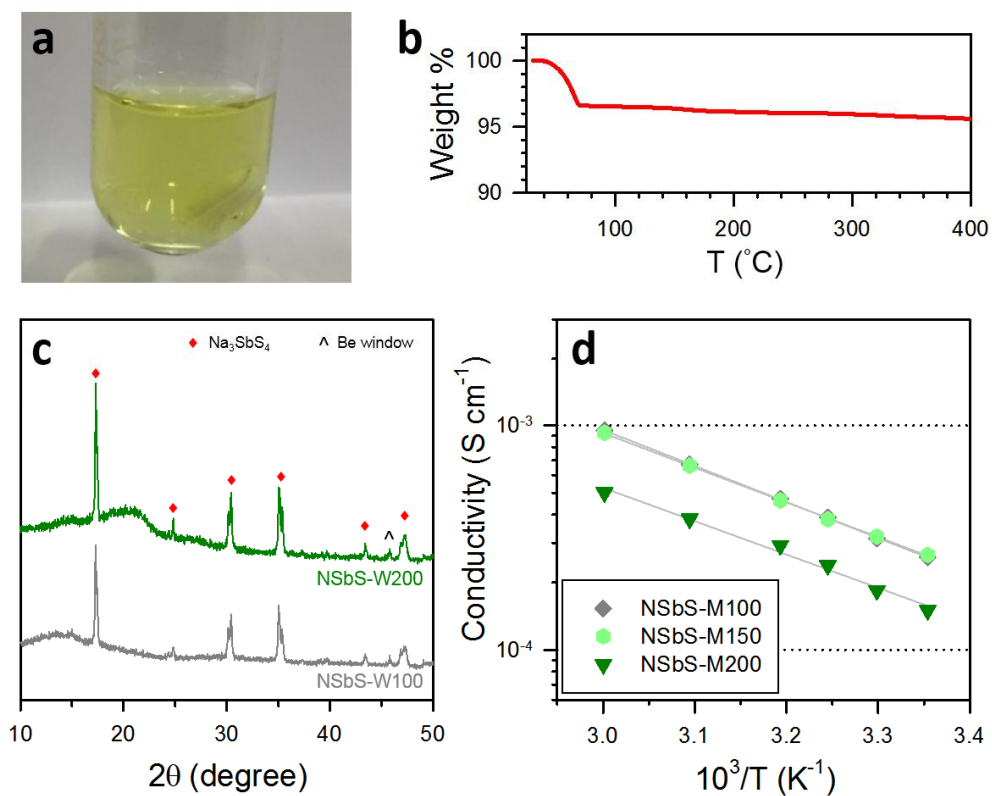 a
b
Weight %
100
95
90
100
200
300
400
T (°C)
c
♦ Na₃SbS₄
^ Be window
^
NSbS-W200
NSbS-W100
10
20
30
40
50
2θ (degree)
d
Conductivity (S cm⁻¹)
10⁻³
10⁻⁴
NSbS-M100
NSbS-M150
NSbS-M200
3.0
3.1
3.2
3.3
3.4
10³/T (K⁻¹)